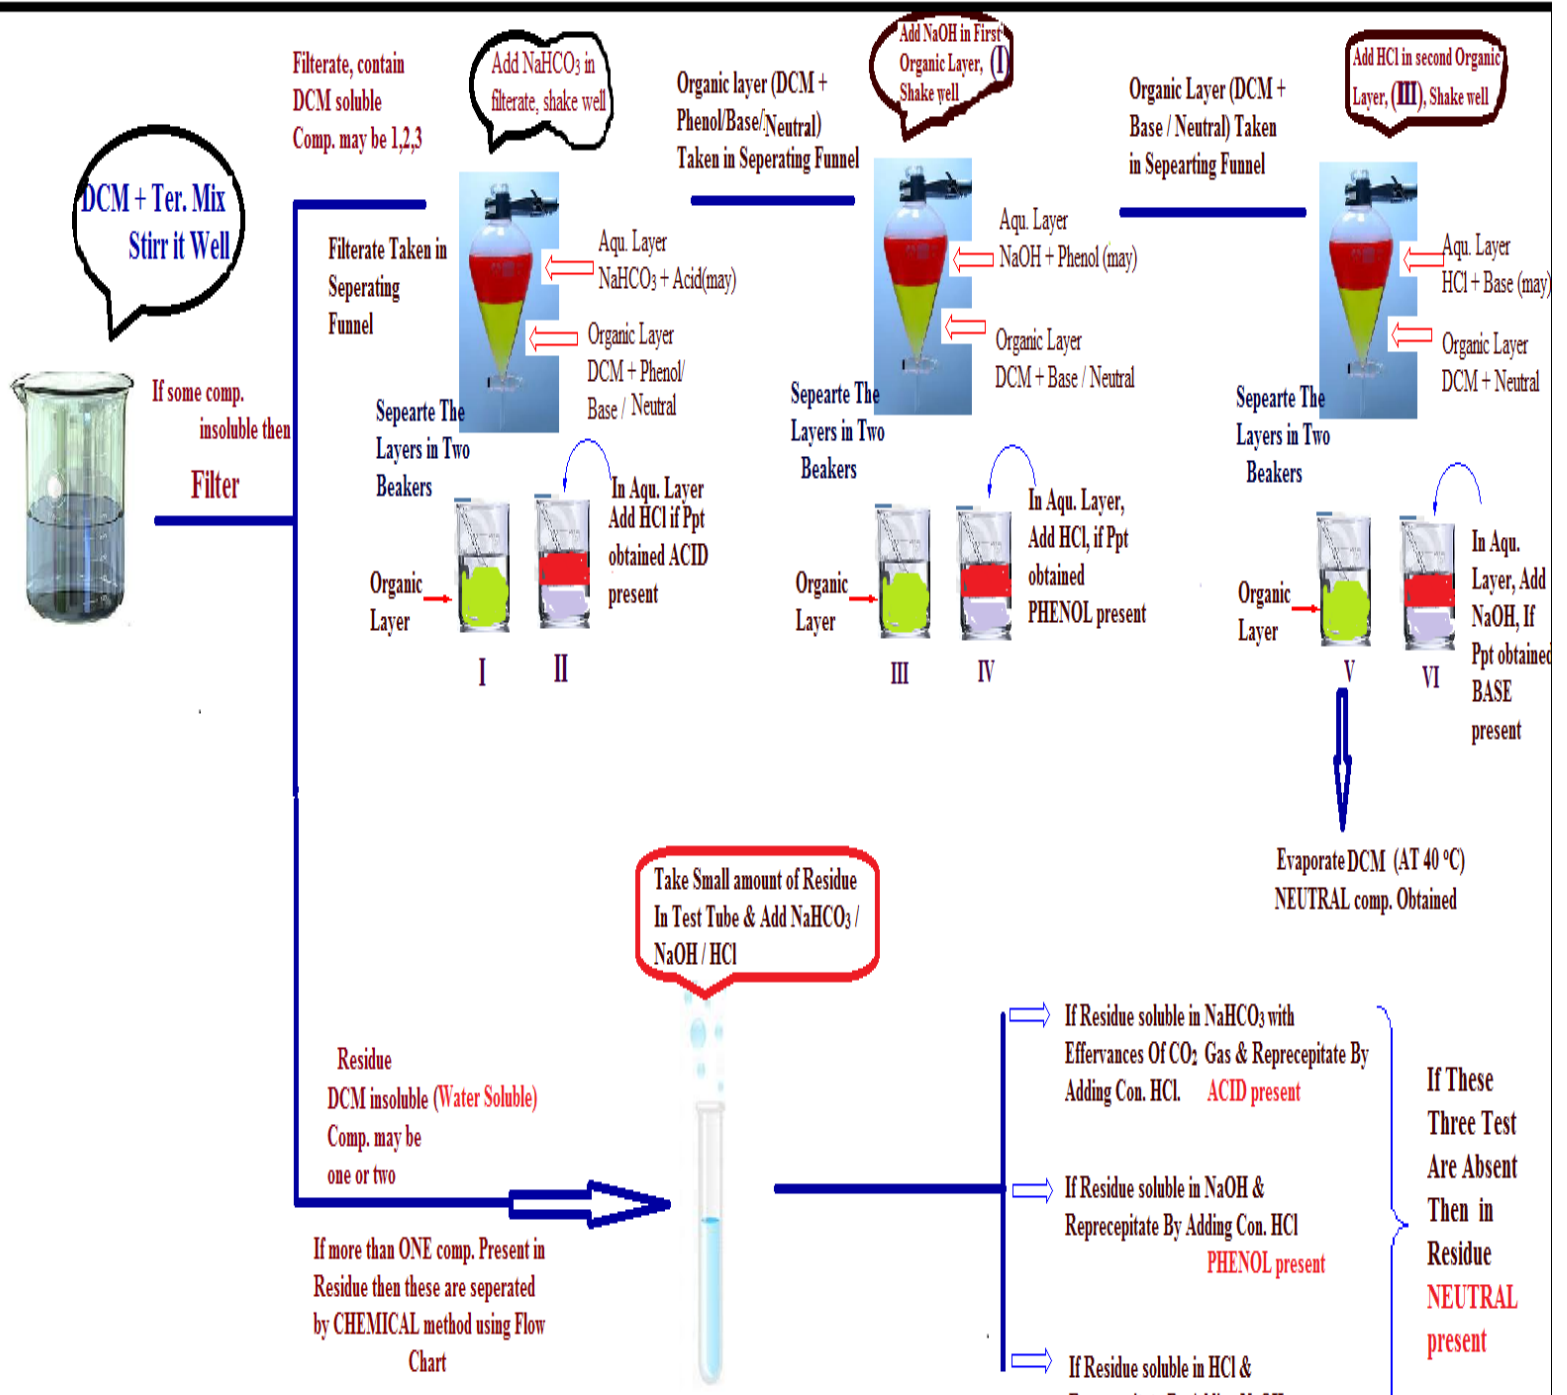 DCM + Ter. Mix
Stirr it Well
If some comp.
insoluble then
Filter
Filterate, contain
DCM soluble
Comp. may be 1,2,3
Filterate Taken in
Seperating
Funnel
Add NaHCO3 in
filterate, shake well
Aqu. Layer
NaHCO3 + Acid(may)
Organic Layer
DCM + Phenol/
Base / Neutral
Sepearte The
Layers in Two
Beakers
In Aqu. Layer
Add HCl if Ppt
obtained ACID
present
Organic
Layer
I
II
Organic layer (DCM +
Phenol/Base/Neutral)
Taken in Seperating Funnel
Add NaOH in First
Organic Layer, (I)
Shake well
Aqu. Layer
NaOH + Phenol (may)
Organic Layer
DCM + Base / Neutral
Sepearte The
Layers in Two
Beakers
In Aqu. Layer,
Add HCl, if Ppt
obtained
PHENOL present
Organic
Layer
III
IV
Organic Layer (DCM +
Base / Neutral) Taken
in Sepearting Funnel
Add HCl in second Organic
Layer, (III), Shake well
Aqu. Layer
HCl + Base (may)
Organic Layer
DCM + Neutral
Sepearte The
Layers in Two
Beakers
In Aqu.
Layer, Add
NaOH, If
Ppt obtained
BASE
present
Organic
Layer
V
VI
Evaporate DCM (AT 40 °C)
NEUTRAL comp. Obtained
Residue
DCM insoluble (Water Soluble)
Comp. may be
one or two
If more than ONE comp. Present in
Residue then these are seperated
by CHEMICAL method using Flow
Chart
Take Small amount of Residue
In Test Tube & Add NaHCO3 /
NaOH / HCl
If Residue soluble in NaHCO3 with
Effervances Of CO2 Gas & Reprecepitate By
Adding Con. HCl. ACID present
If Residue soluble in NaOH &
Reprecepitate By Adding Con. HCl
PHENOL present
If Residue soluble in HCl &
If These
Three Test
Are Absent
Then in
Residue
NEUTRAL
present